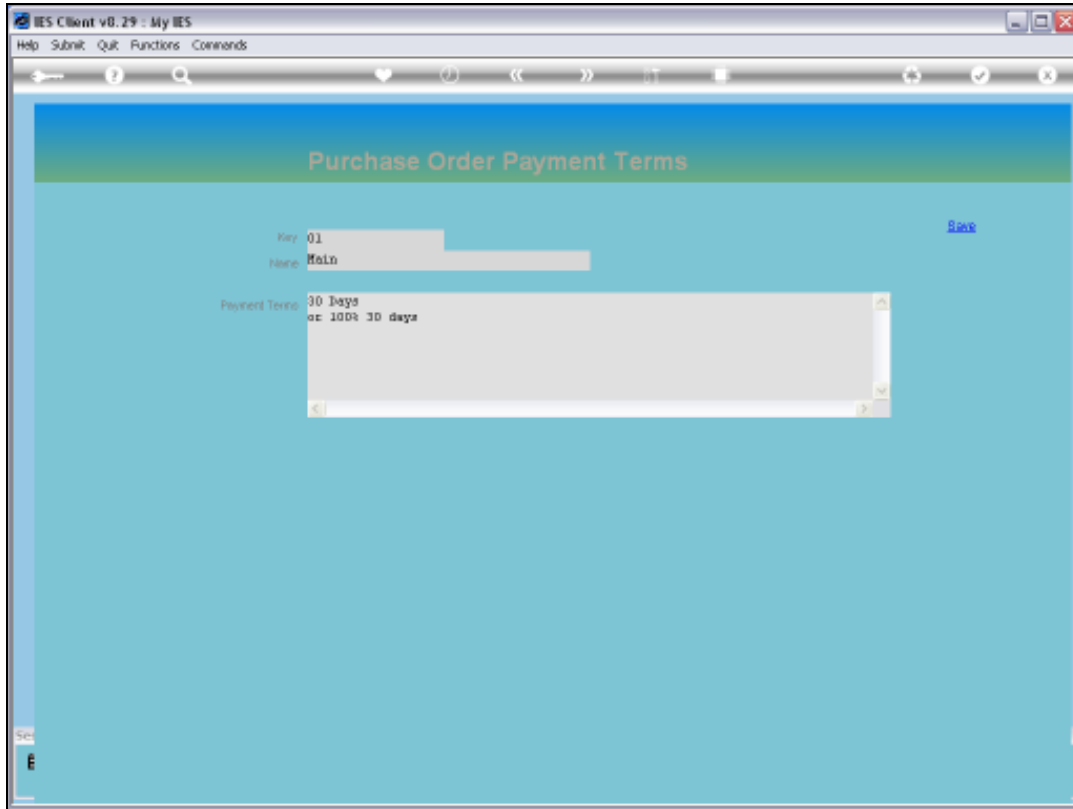 IES Client v8.29 : My IES
Help Submit Quit Functions Commands
Purchase Order Payment Terms
Save
Key 01
Name Main
Payment Terms 30 Days
or 100% 30 days
Ses